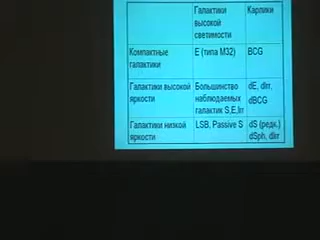 Галактики Карлики
высокой
светимости
Компактные E (типа M32) BCG
галактики
Галактики высокой Большинство dE, dIrr,
яркости наблюдаемых dBCG
галактик S,E,Irr
Галактики низкой LSB, Passive S dS (редк.)
яркости dSph, dIrr